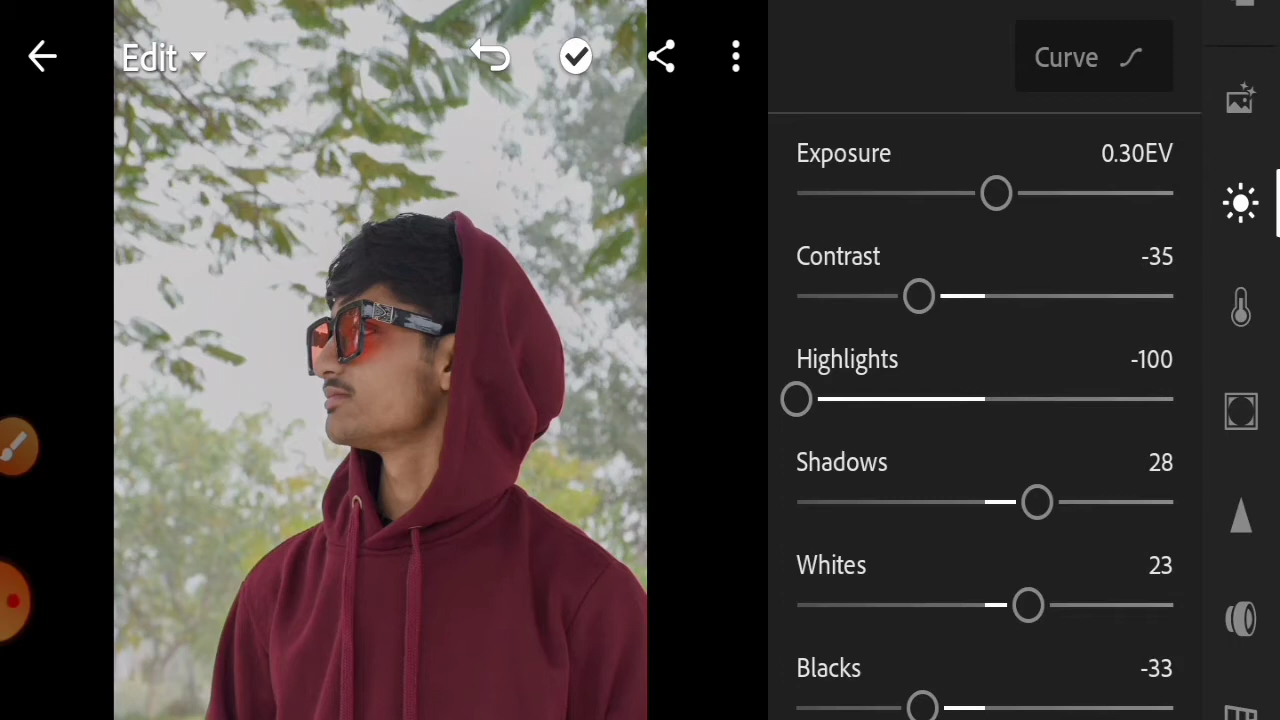 Edit
Curve
Exposure 0.30EV
Contrast -35
Highlights -100
Shadows 28
Whites 23
Blacks -33